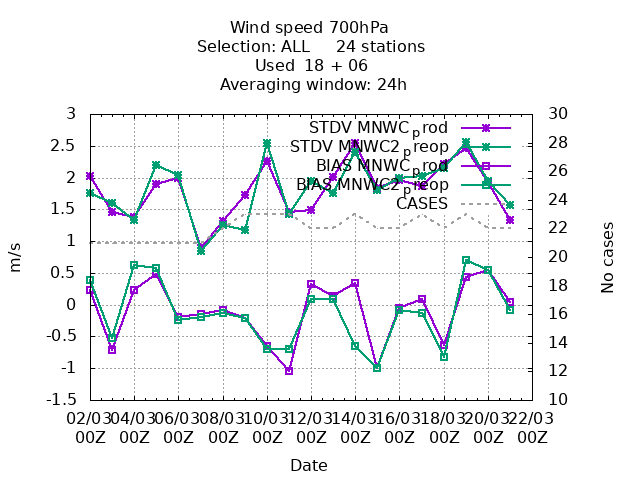 Wind speed 700hPa
Selection: ALL     24 stations
Used  18 + 06
Averaging window: 24h
STDV MNWCprod
STDV MNWC2preop
BIAS MNWCprod
BIAS MNWC2preop
CASES
3
2.5
2
1.5
1
0.5
0
-0.5
-1
-1.5
m/s
30
28
26
24
22
20
18
16
14
12
10
No cases
02/03 04/03 06/03 08/03 10/03 12/03 14/03 16/03 18/03 20/03 22/03
00Z 00Z 00Z 00Z 00Z 00Z 00Z 00Z 00Z 00Z 00Z
Date